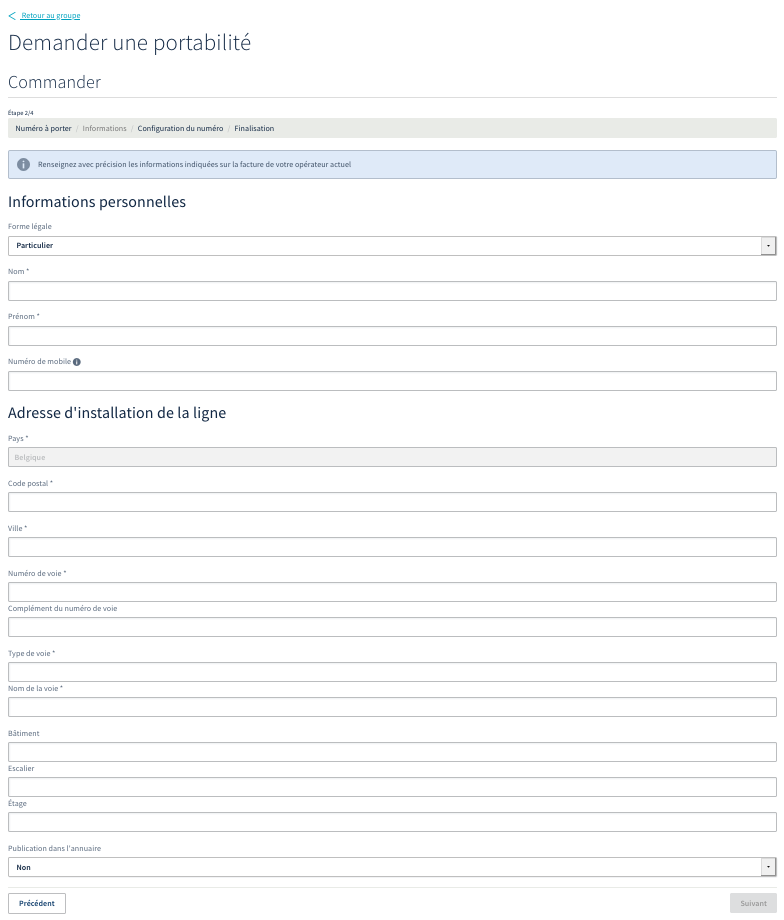 Retour au groupe
Demander une portabilité
Commander
Étape 2/4
Numéro à porter / Informations / Configuration du numéro / Finalisation
Renseignez avec précision les informations indiquées sur la facture de votre opérateur actuel
Informations personnelles
Forme légale
Particulier
Nom *
Prénom *
Numéro de mobile
Adresse d'installation de la ligne
Pays *
Belgique
Code postal *
Ville *
Numéro de voie *
Complément du numéro de voie
Type de voie *
Nom de la voie *
Bâtiment
Escalier
Étage
Publication dans l'annuaire
Non
Précédent
Suivant